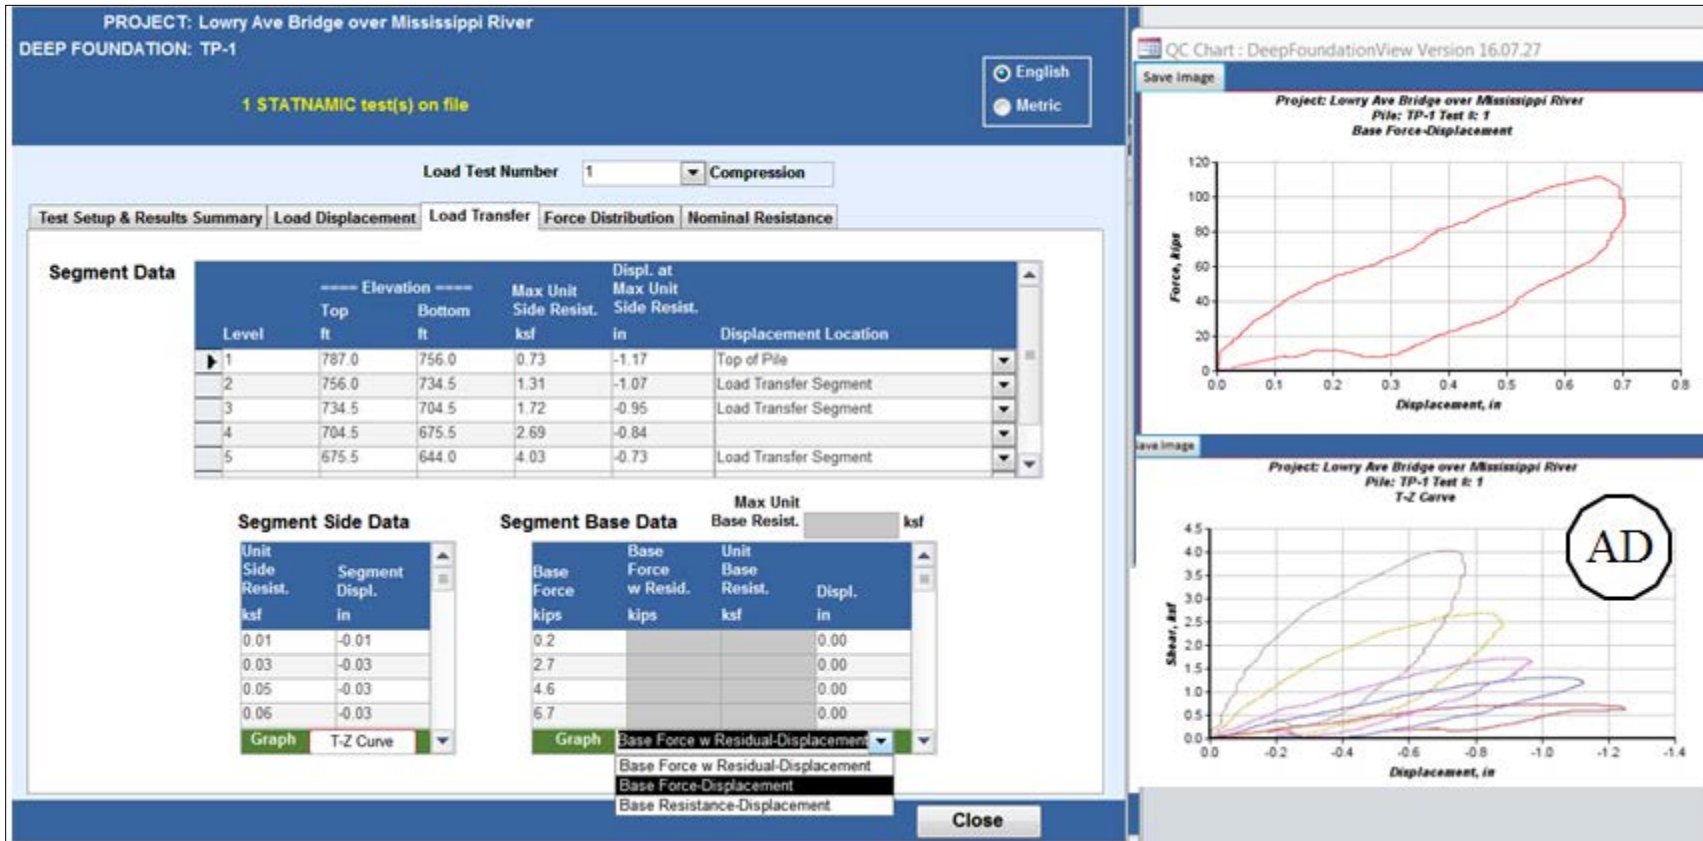 PROJECT: Lowry Ave Bridge over Mississippi River
DEEP FOUNDATION: TP-1
1 STATNAMIC test(s) on file
English
Metric
Load Test Number 1 Compression
Test Setup & Results Summary Load Displacement Load Transfer Force Distribution Nominal Resistance
Segment Data
Level ==== Elevation ==== Top ft Bottom ft Max Unit Side Resist. ksf Displ. at Max Unit Side Resist. in Displacement Location
1 787.0 756.0 0.73 -1.17 Top of Pile
2 756.0 734.5 1.31 -1.07 Load Transfer Segment
3 734.5 704.5 1.72 -0.95 Load Transfer Segment
4 704.5 675.5 2.69 -0.84
5 675.5 644.0 4.03 -0.73 Load Transfer Segment
Segment Side Data
Unit Side Resist. ksf Segment Displ. in
0.01 -0.01
0.03 -0.03
0.05 -0.03
0.06 -0.03
Graph T-Z Curve
Segment Base Data
Max Unit Base Resist. ksf
Base Force kips Base Force w Resid. kips Unit Base Resist. ksf Displ. in
0.2 0.00
2.7 0.00
4.6 0.00
6.7 0.00
Graph Base Force w Residual-Displacement
Base Force w Residual-Displacement
Base Force-Displacement
Base Resistance-Displacement
Close
QC Chart : DeepFoundationView Version 16.07.27
Save Image
Project: Lowry Ave Bridge over Mississippi River
Pile: TP-1 Test #: 1
Base Force-Displacement
Force, kips
120
100
80
60
40
20
0
0.0 0.1 0.2 0.3 0.4 0.5 0.6 0.7 0.8
Displacement, in
Save Image
Project: Lowry Ave Bridge over Mississippi River
Pile: TP-1 Test #: 1
T-Z Curve
AD
Shear, ksf
4.5
4.0
3.5
3.0
2.5
2.0
1.5
1.0
0.5
0.0
0.0 -0.2 -0.4 -0.6 -0.8 -1.0 -1.2 -1.4
Displacement, in